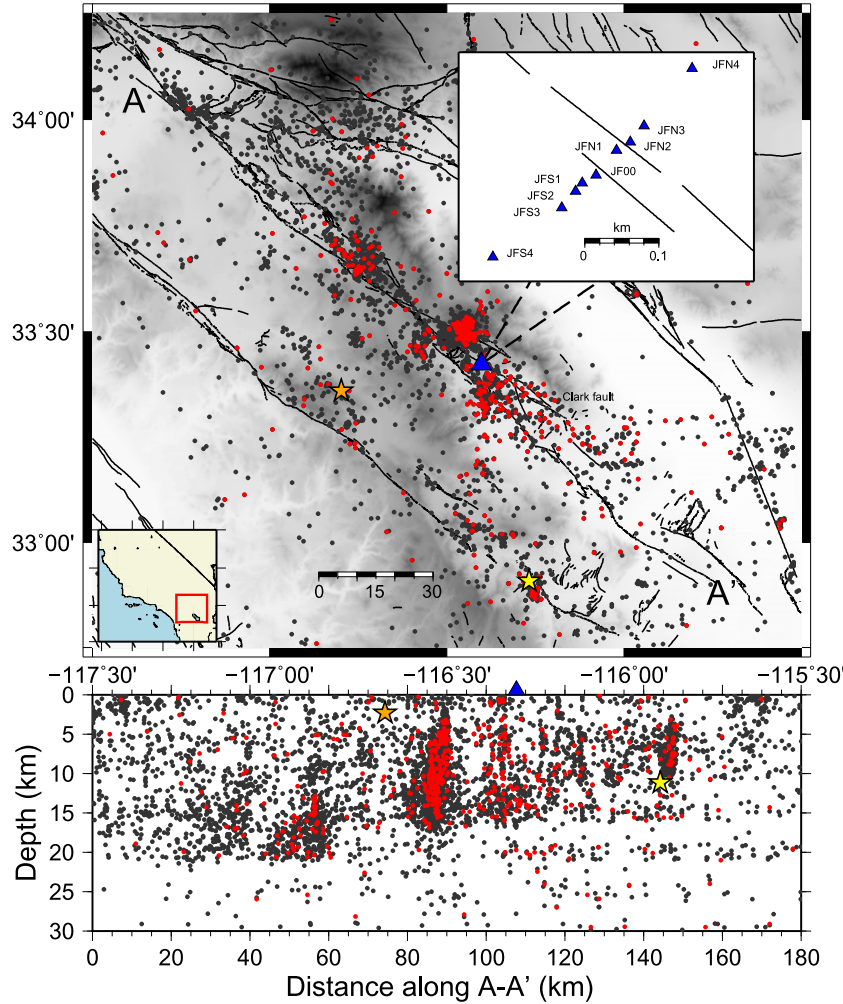 A
34°00'
33°30'
33°00'
JFN4
JFN3
JFN1
JFN2
JFS1
JF00
JFS2
JFS3
JFS4
km
0
0.1
Clark fault
0
15
30
A'
−117°30'
−117°00'
−116°30'
−116°00'
−115°30'
0
5
10
15
20
25
30
Depth (km)
0
20
40
60
80
100
120
140
160
180
Distance along A-A' (km)